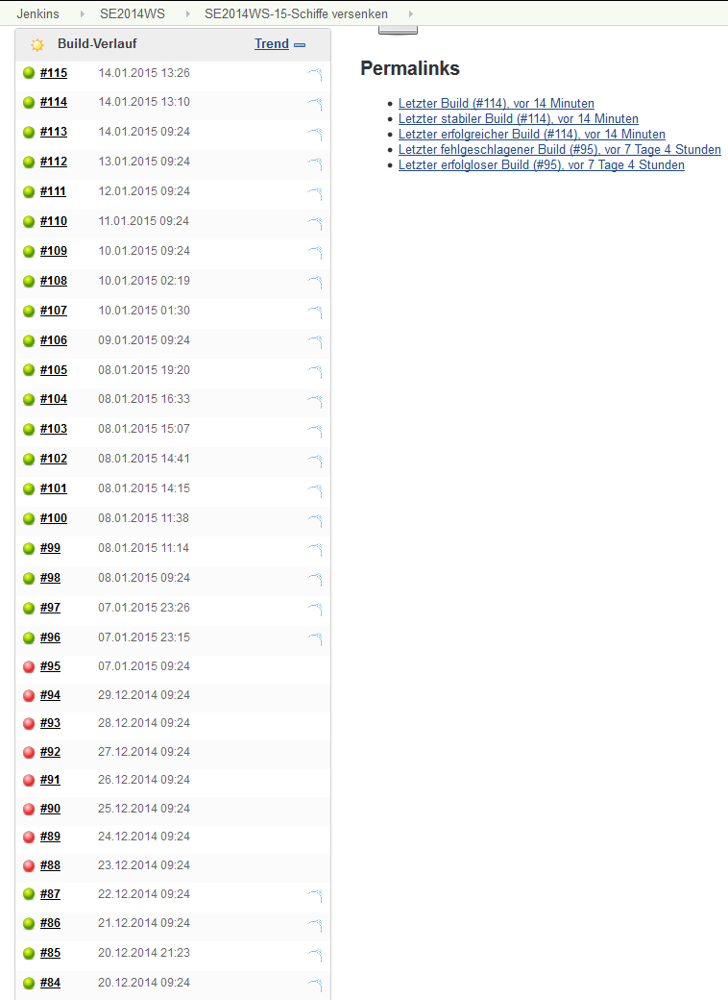 Jenkins SE2014WS SE2014WS-15-Schiffe versenken
Build-Verlauf Trend
#115 14.01.2015 13:26
#114 14.01.2015 13:10
#113 14.01.2015 09:24
#112 13.01.2015 09:24
#111 12.01.2015 09:24
#110 11.01.2015 09:24
#109 10.01.2015 09:24
#108 10.01.2015 02:19
#107 10.01.2015 01:30
#106 09.01.2015 09:24
#105 08.01.2015 19:20
#104 08.01.2015 16:33
#103 08.01.2015 15:07
#102 08.01.2015 14:41
#101 08.01.2015 14:15
#100 08.01.2015 11:38
#99 08.01.2015 11:14
#98 08.01.2015 09:24
#97 07.01.2015 23:26
#96 07.01.2015 23:15
#95 07.01.2015 09:24
#94 29.12.2014 09:24
#93 28.12.2014 09:24
#92 27.12.2014 09:24
#91 26.12.2014 09:24
#90 25.12.2014 09:24
#89 24.12.2014 09:24
#88 23.12.2014 09:24
#87 22.12.2014 09:24
#86 21.12.2014 09:24
#85 20.12.2014 21:23
#84 20.12.2014 09:24
Permalinks
Letzter Build (#114), vor 14 Minuten
Letzter stabiler Build (#114), vor 14 Minuten
Letzter erfolgreicher Build (#114), vor 14 Minuten
Letzter fehlgeschlagener Build (#95), vor 7 Tage 4 Stunden
Letzter erfolgloser Build (#95), vor 7 Tage 4 Stunden